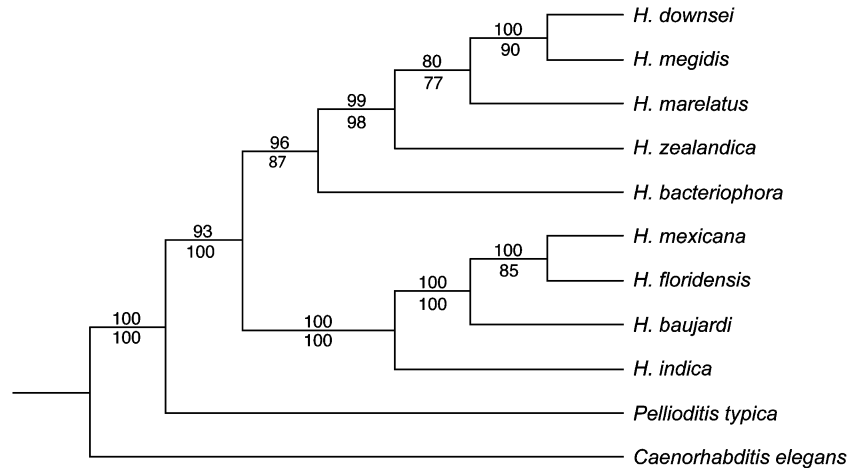 H. downsei
100
90
H. megidis
80
77
H. marelatus
99
98
H. zealandica
96
87
H. bacteriophora
93
100
H. mexicana
100
85
H. floridensis
100
100
H. baujardi
100
100
H. indica
100
100
Pellioditis typica
Caenorhabditis elegans